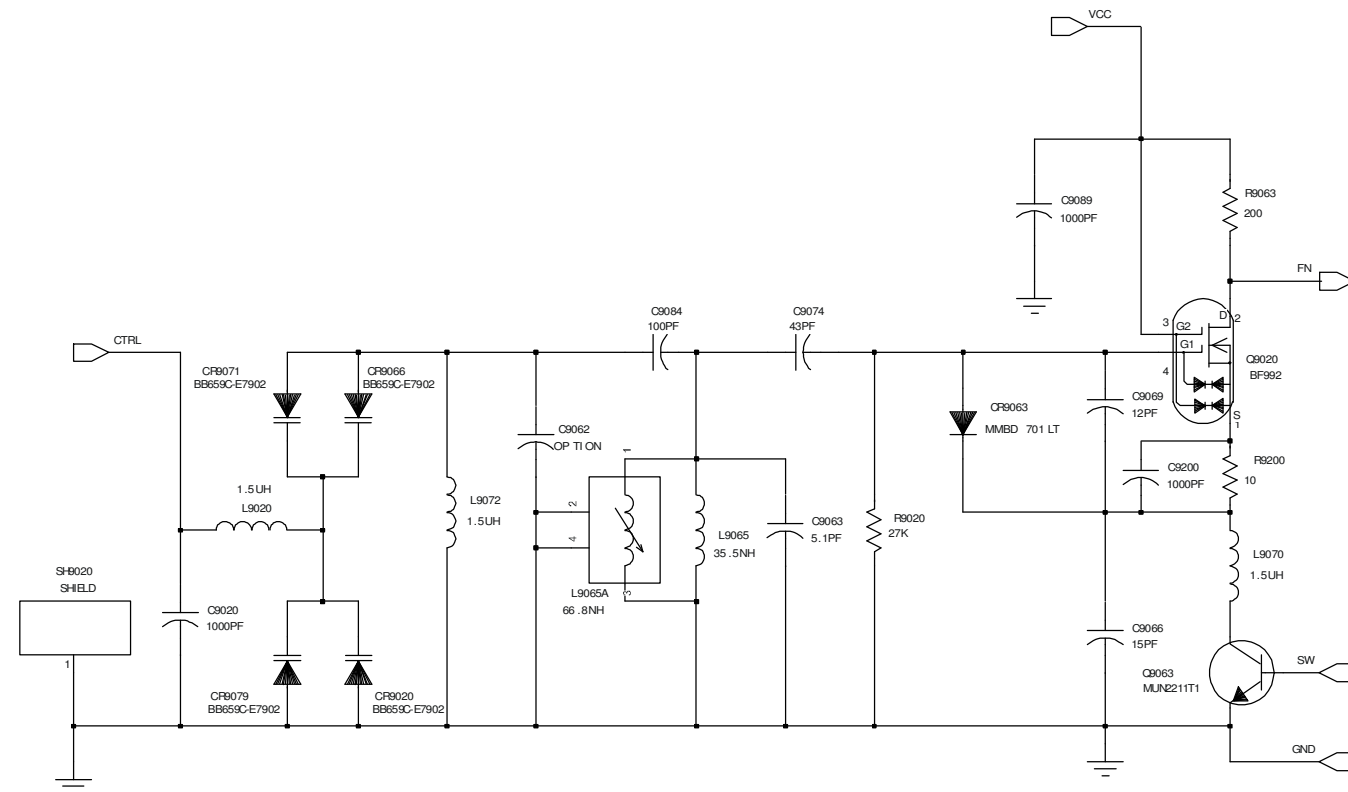 VCC
C9089
1000PF
R9063
200
FN
C9084
100PF
C9074
43PF
3
G2
D
2
G1
4
Q9020
BF992
S
1
CTRL
CR9071
BB659C-E7902
CR9066
BB659C-E7902
C9062
OPTION
CR9063
MMBD 701 LT
C9069
12PF
C9200
1000PF
R9200
10
1.5UH
L9020
L9072
1.5UH
1
2
4
3
L9065A
66.8NH
L9065
35.5NH
C9063
5.1PF
R9020
27K
L9070
1.5UH
SH9020
SHIELD
1
C9020
1000PF
CR9079
BB659C-E7902
CR9020
BB659C-E7902
C9066
15PF
Q9063
MUN2211T1
SW
GND